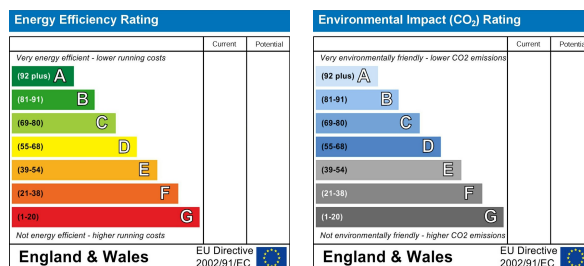 Energy Efficiency Rating
Current Potential
Very energy efficient - lower running costs
(92 plus) A
(81-91) B
(69-80) C
(55-68) D
(39-54) E
(21-38) F
(1-20) G
Not energy efficient - higher running costs
England & Wales
EU Directive
2002/91/EC
Environmental Impact (CO₂) Rating
Current Potential
Very environmentally friendly - lower CO2 emissions
(92 plus) A
(81-91) B
(69-80) C
(55-68) D
(39-54) E
(21-38) F
(1-20) G
Not environmentally friendly - higher CO2 emissions
England & Wales
EU Directive
2002/91/EC